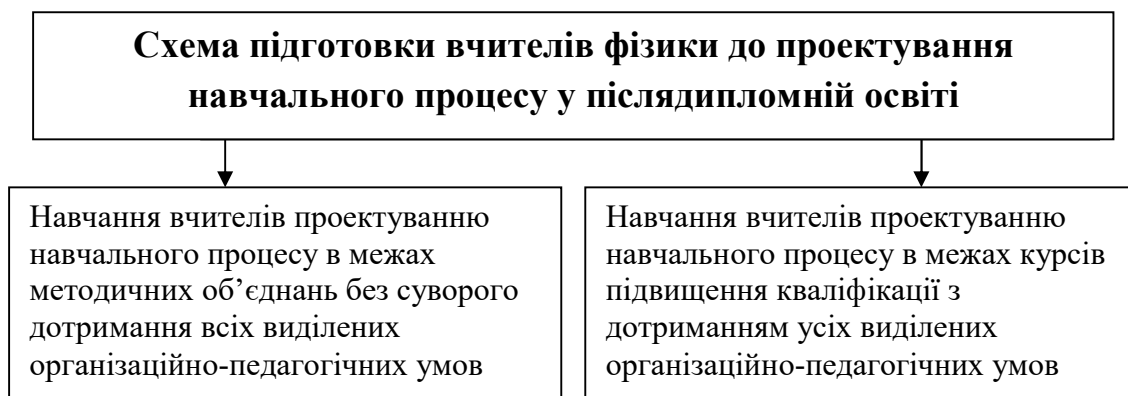 Схема підготовки вчителів фізики до проектування
навчального процесу у післядипломній освіті
Навчання вчителів проектуванню
навчального процесу в межах
методичних об’єднань без суворого
дотримання всіх виділених
організаційно-педагогічних умов
Навчання вчителів проектуванню
навчального процесу в межах курсів
підвищення кваліфікації з
дотриманням усіх виділених
організаційно-педагогічних умов